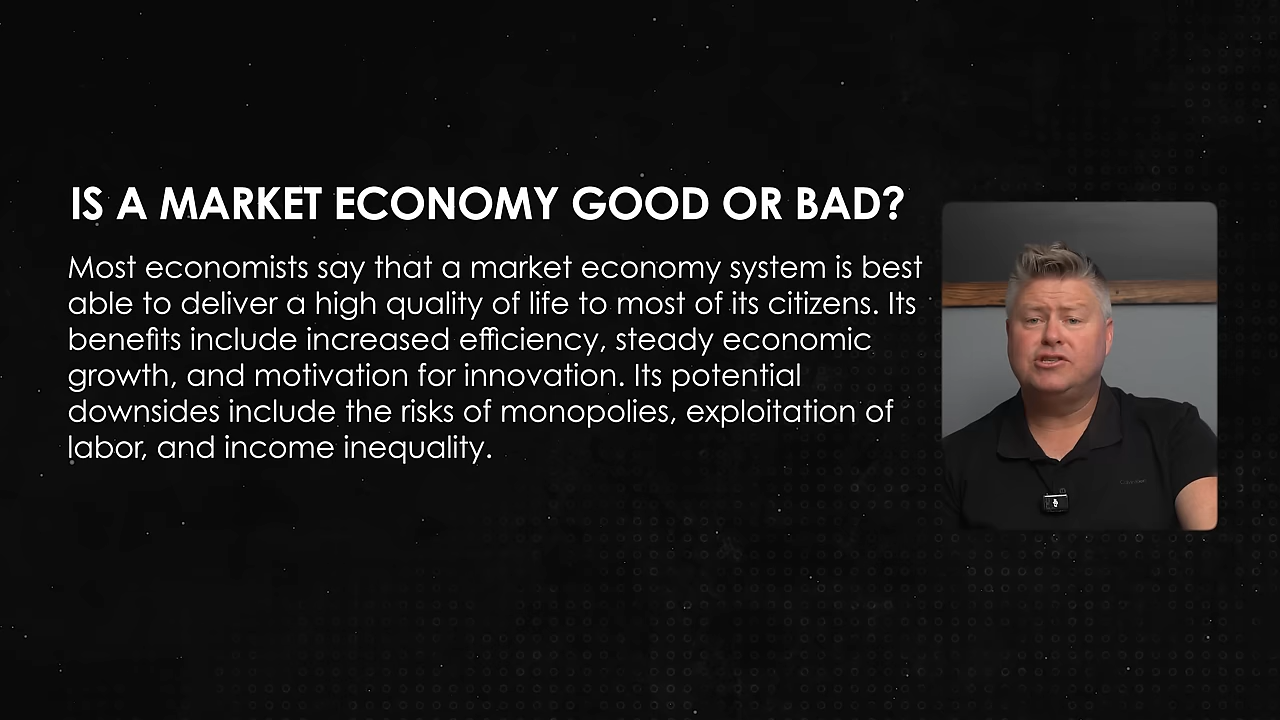 IS A MARKET ECONOMY GOOD OR BAD?
Most economists say that a market economy system is best
able to deliver a high quality of life to most of its citizens. Its
benefits include increased efficiency, steady economic
growth, and motivation for innovation. Its potential
downsides include the risks of monopolies, exploitation of
labor, and income inequality.